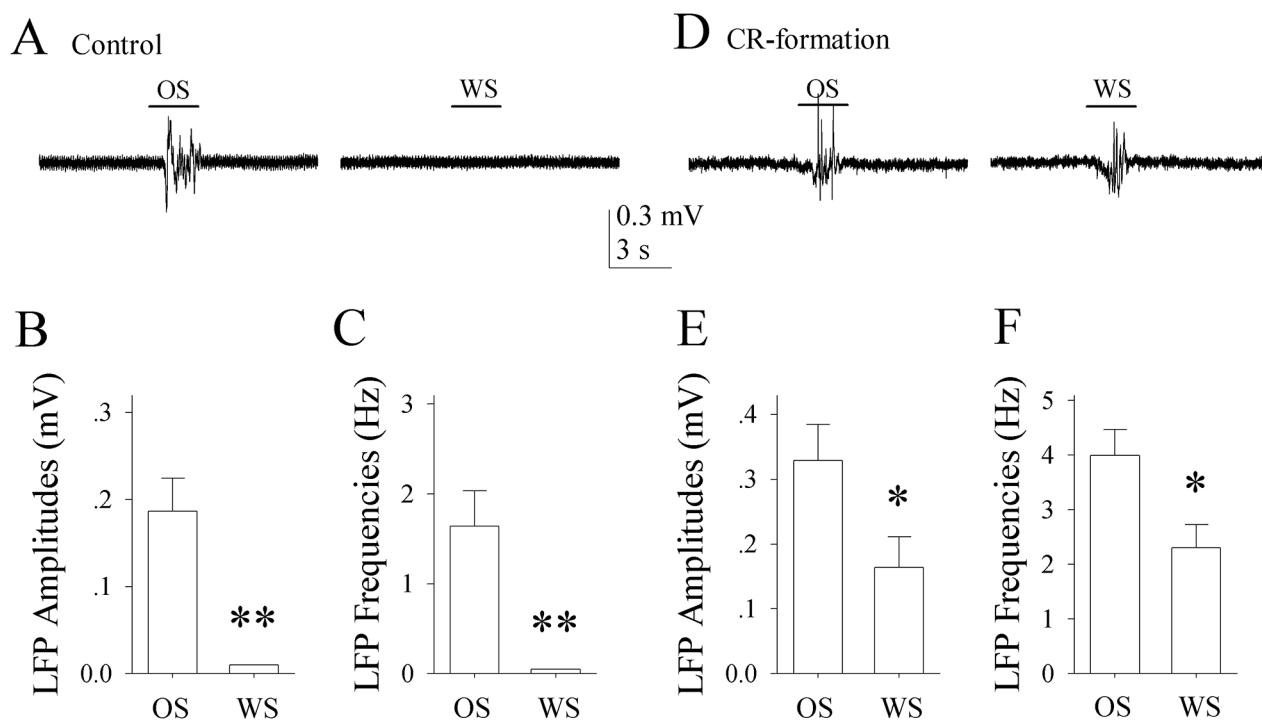 A Control
OS
WS
D CR-formation
OS
WS
0.3 mV
3 s
B
LFP Amplitudes (mV)
.3
.2
.1
0.0
OS
WS
**
C
LFP Frequencies (Hz)
3
2
1
0
OS
WS
**
E
LFP Amplitudes (mV)
.4
.3
.2
.1
0.0
OS
WS
*
F
LFP Frequencies (Hz)
5
4
3
2
1
0
OS
WS
*